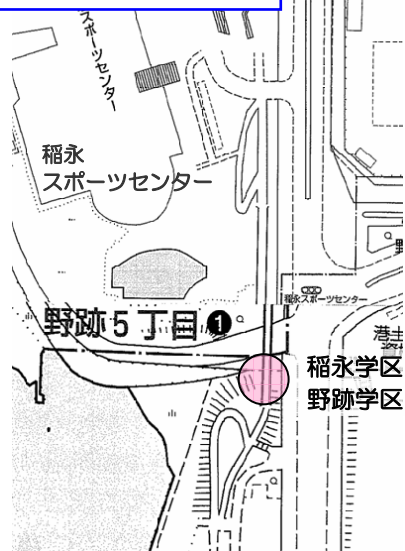 スポーツセンター
稲永
スポーツセンター
稲永スポーツセンター
野跡5丁目❶
港土
稲永学区
野跡学区